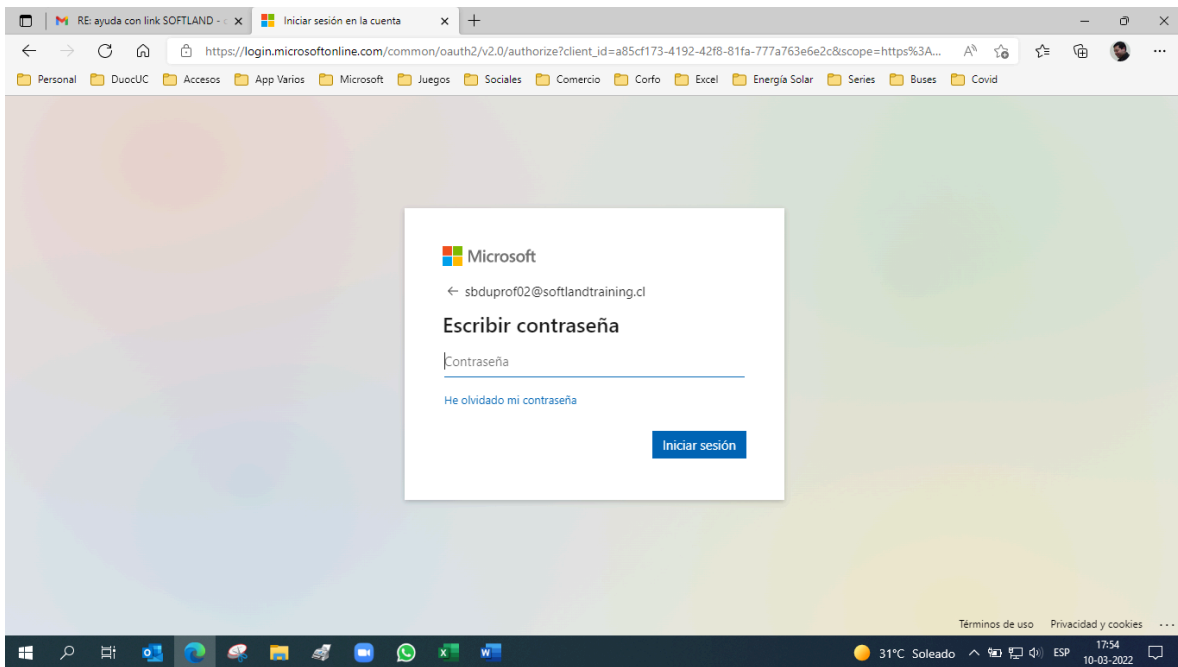 RE: ayuda con link SOFTLAND -
Iniciar sesión en la cuenta
https://login.microsoftonline.com/common/oauth2/v2.0/authorize?client_id=a85cf173-4192-42f8-81fa-777a763e6e2c&scope=https%3A...
Personal DuocUC Accesos App Varios Microsoft Juegos Sociales Comercio Corfo Excel Energía Solar Series Buses Covid
Microsoft
← sbduprof02@softlandtraining.cl
Escribir contraseña
Contraseña
He olvidado mi contraseña
Iniciar sesión
Términos de uso Privacidad y cookies ...
31°C Soleado ESP 17:54
10-03-2022